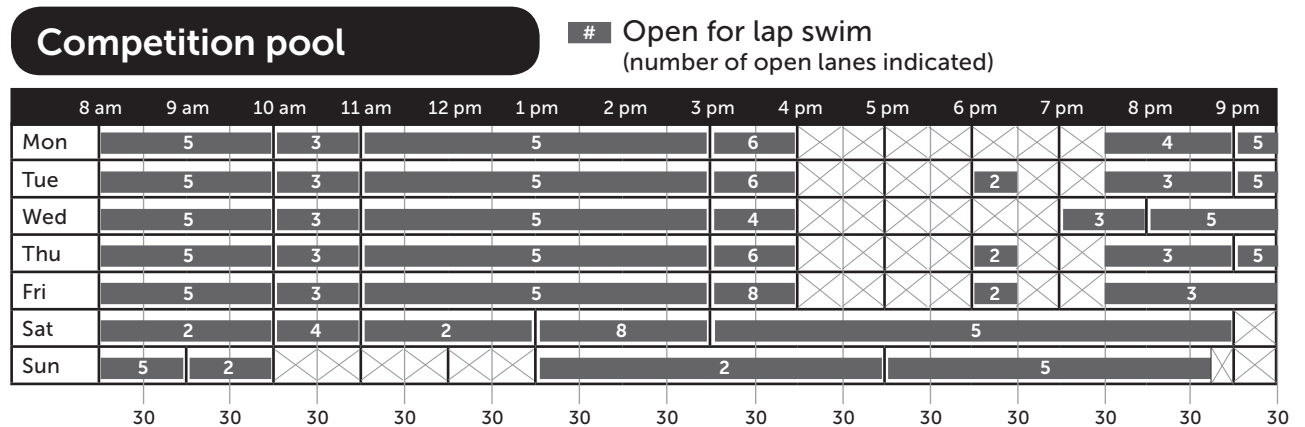 Competition pool
# Open for lap swim
(number of open lanes indicated)
8 am 9 am 10 am 11 am 12 pm 1 pm 2 pm 3 pm 4 pm 5 pm 6 pm 7 pm 8 pm 9 pm
Mon 5 3 5 6 4 5
Tue 5 3 5 6 2 3 5
Wed 5 3 5 4 3 5
Thu 5 3 5 6 2 3 5
Fri 5 3 5 8 2 3
Sat 2 4 2 8 5
Sun 5 2 2 5
30 30 30 30 30 30 30 30 30 30 30 30 30 30